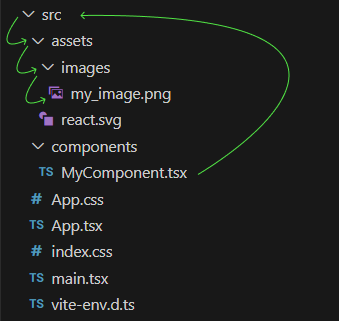 src
assets
images
my_image.png
react.svg
components
TS MyComponent.tsx
# App.css
TS App.tsx
# index.css
TS main.tsx
TS vite-env.d.ts